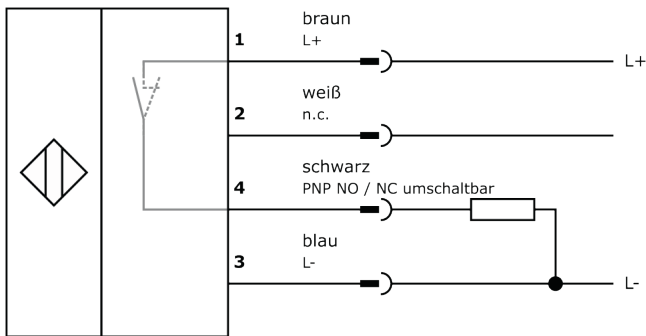 braun
1 L+
L+
weiß
2 n.c.
schwarz
4 PNP NO / NC umschaltbar
blau
3 L-
L-